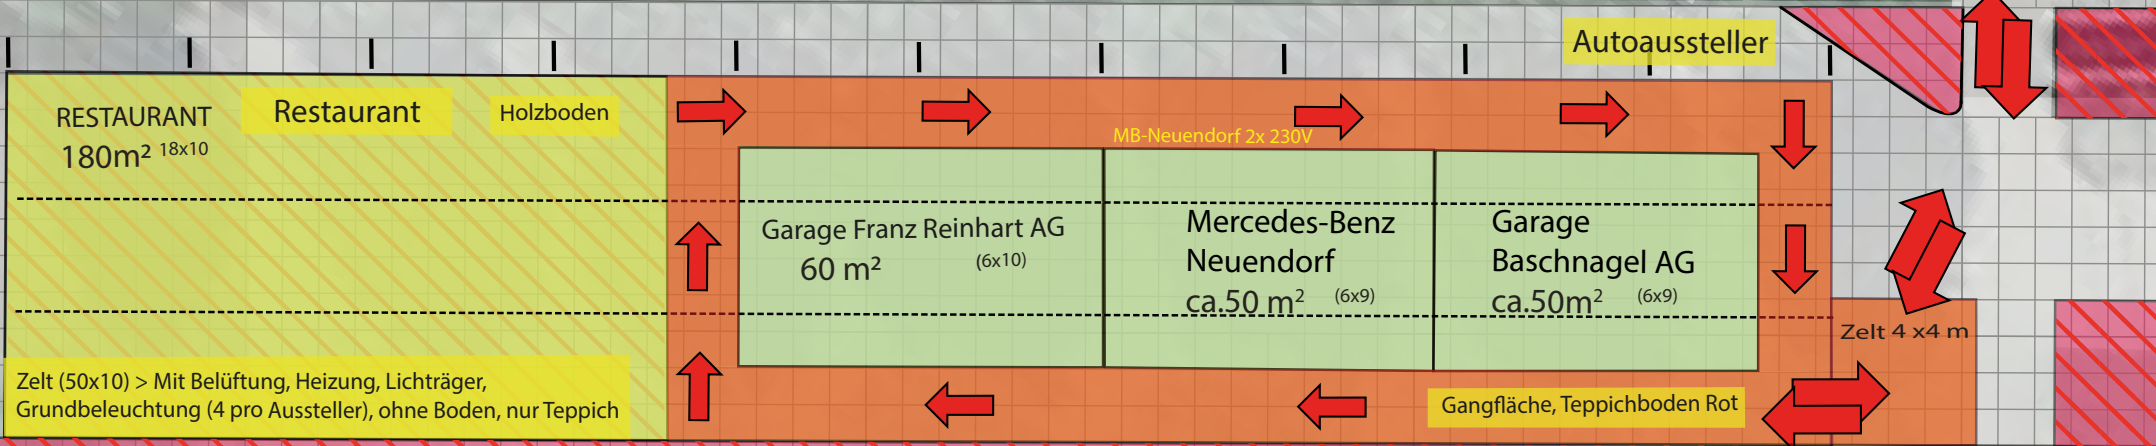 Autoaussteller
RESTAURANT
180m² 18x10
Restaurant
Holzboden
MB-Neuendorf 2x 230V
Garage Franz Reinhart AG
60 m² (6x10)
Mercedes-Benz
Neuendorf
ca.50 m² (6x9)
Garage
Baschnagel AG
ca.50m² (6x9)
Zelt 4 x4 m
Zelt (50x10) > Mit Belüftung, Heizung, Lichträger,
Grundbeleuchtung (4 pro Aussteller), ohne Boden, nur Teppich
Gangfläche, Teppichboden Rot